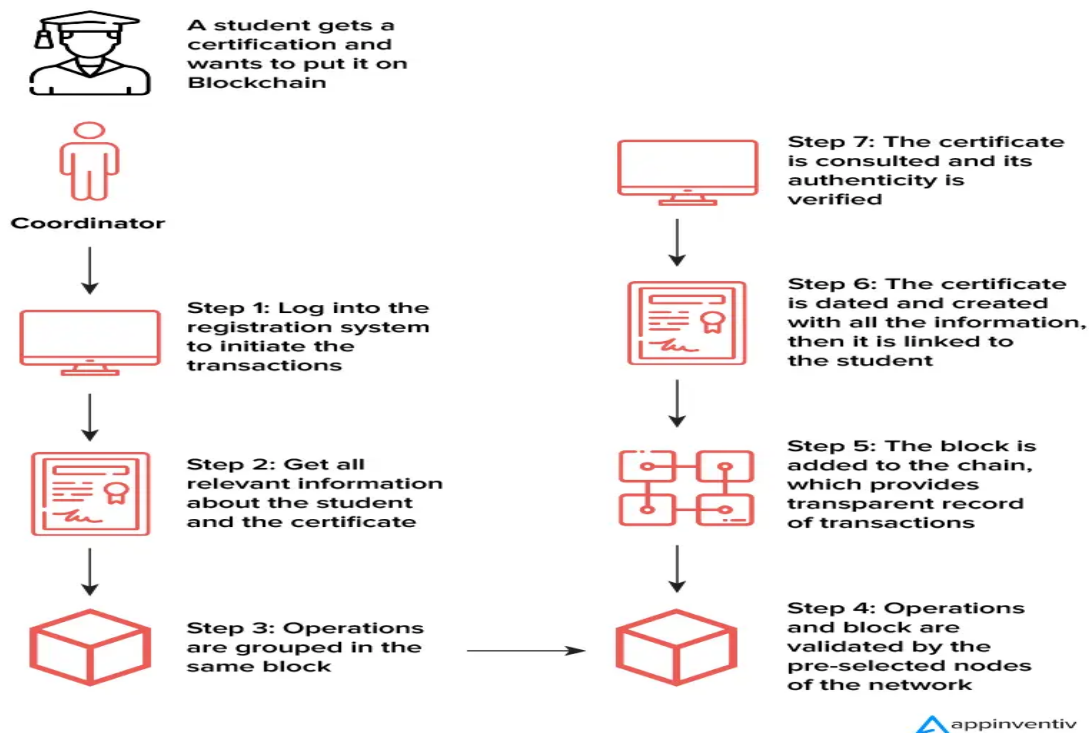 A student gets a
certification and
wants to put it on
Blockchain
Coordinator
Step 1: Log into the
registration system
to initiate the
transactions
Step 2: Get all
relevant information
about the student
and the certificate
Step 3: Operations
are grouped in the
same block
Step 7: The certificate
is consulted and its
authenticity is
verified
Step 6: The certificate
is dated and created
with all the information,
then it is linked to
the student
Step 5: The block is
added to the chain,
which provides
transparent record
of transactions
Step 4: Operations
and block are
validated by the
pre-selected nodes
of the network
appinventiv